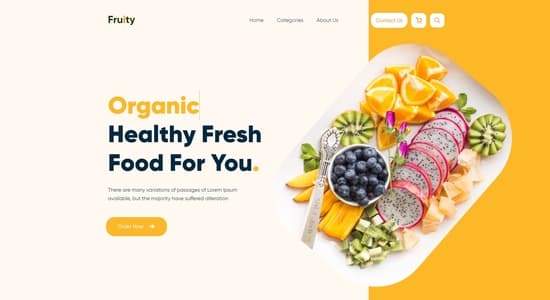 Fruity
Home Categories About Us Contact Us
Organic
Healthy Fresh
Food For You.
There are many variations of passages of Lorem Ipsum
available, but the majority have suffered alteration
Order Now